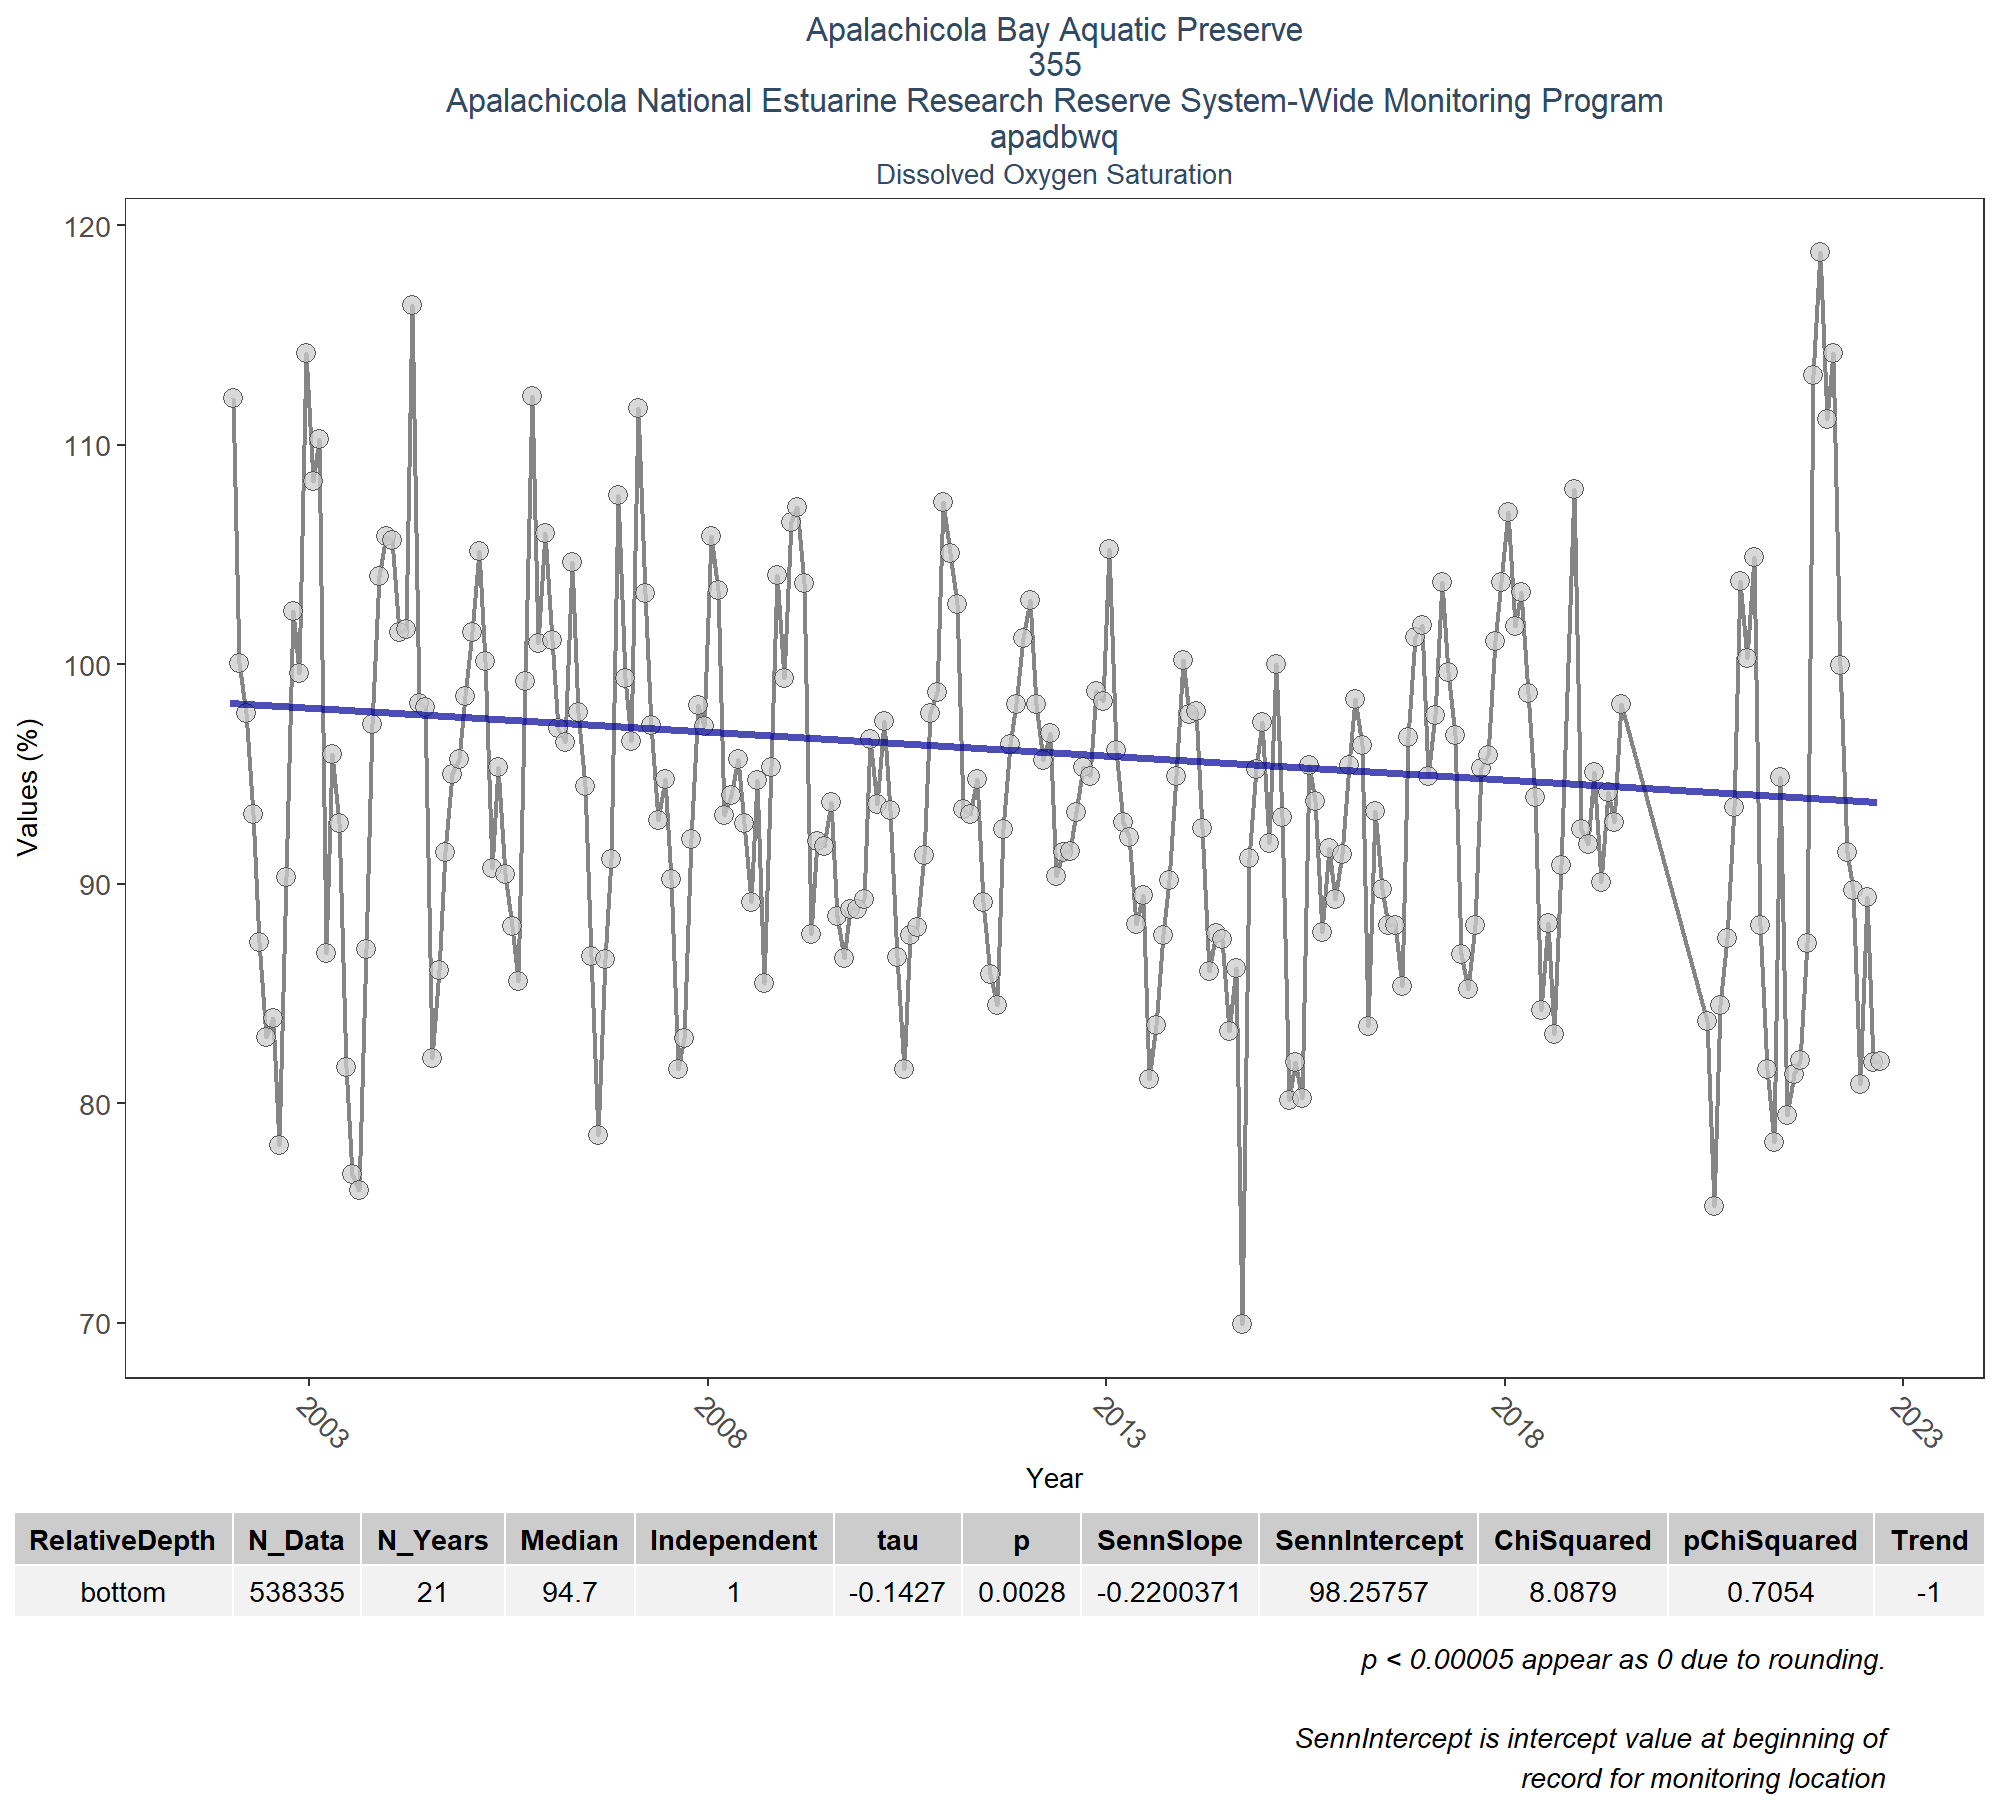 Apalachicola Bay Aquatic Preserve
355
Apalachicola National Estuarine Research Reserve System-Wide Monitoring Program
apadbwq
Dissolved Oxygen Saturation
120
110
100
90
80
70
Values (%)
2003 2008 2013 2018 2023
Year
RelativeDepth N_Data N_Years Median Independent tau p SennSlope SennIntercept ChiSquared pChiSquared Trend
bottom 538335 21 94.7 1 -0.1427 0.0028 -0.2200371 98.25757 8.0879 0.7054 -1
p < 0.00005 appear as 0 due to rounding.
SennIntercept is intercept value at beginning of
record for monitoring location